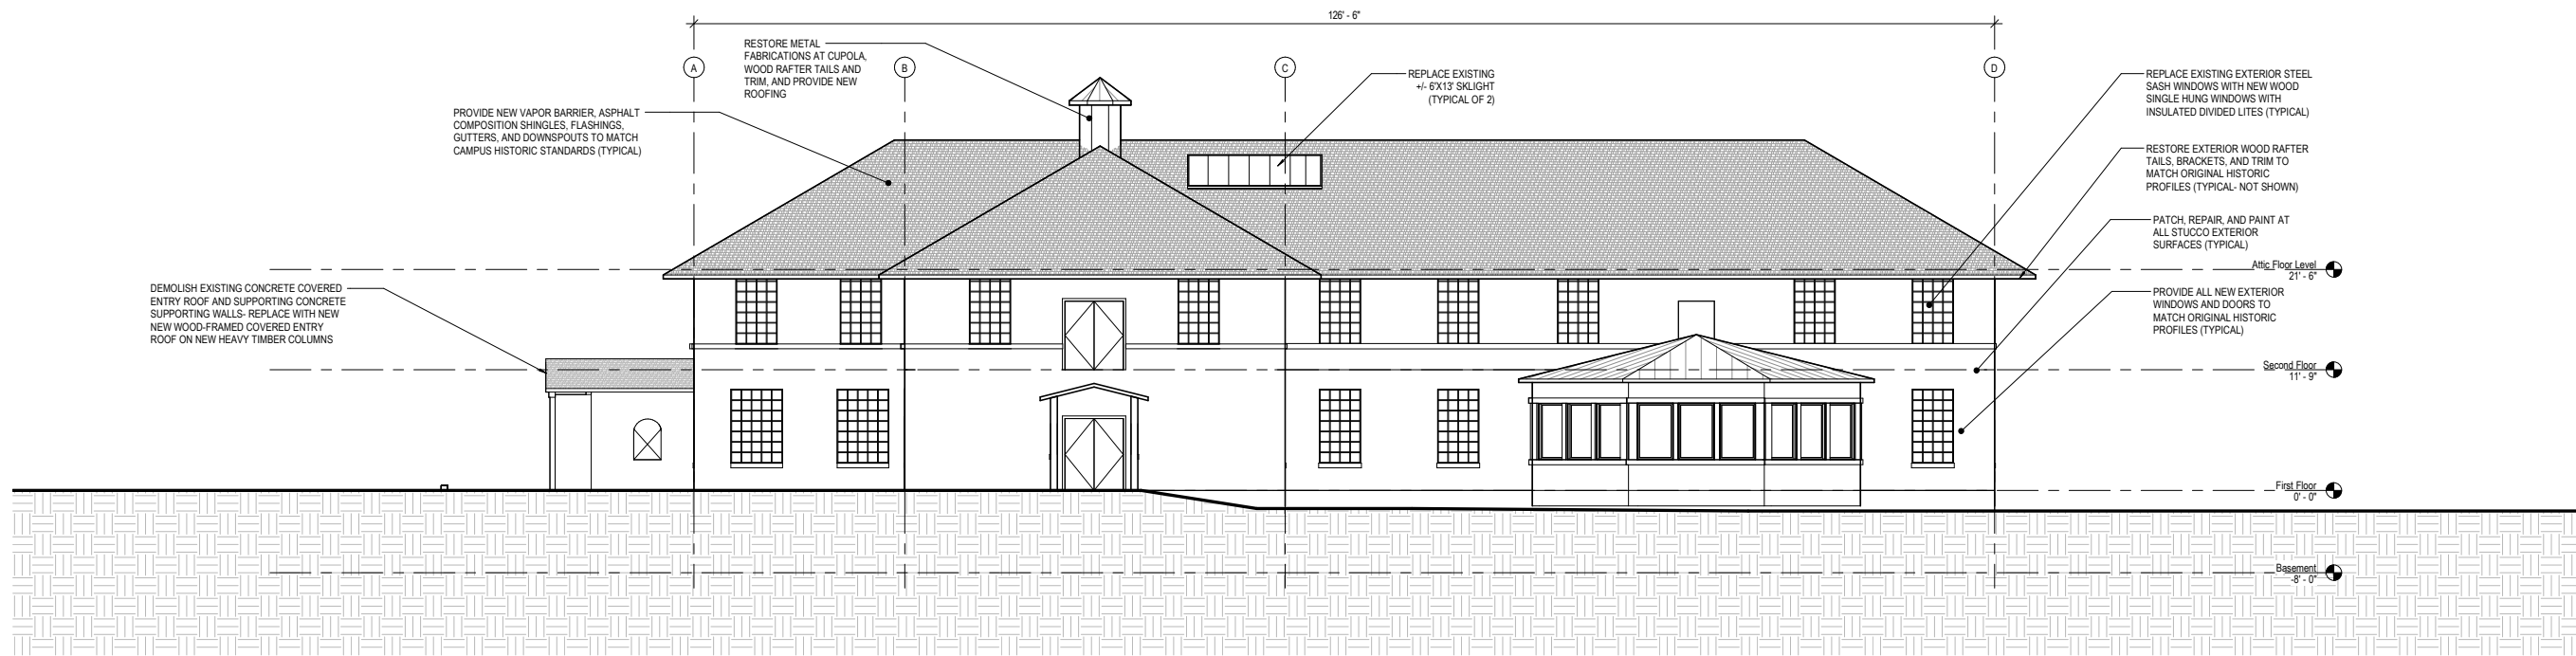 126' - 6"
A
B
C
D
RESTORE METAL
FABRICATIONS AT CUPOLA,
WOOD RAFTER TAILS AND
TRIM, AND PROVIDE NEW
ROOFING
REPLACE EXISTING
+/- 6'X13' SKLIGHT
(TYPICAL OF 2)
REPLACE EXISTING EXTERIOR STEEL
SASH WINDOWS WITH NEW WOOD
SINGLE HUNG WINDOWS WITH
INSULATED DIVIDED LITES (TYPICAL)
PROVIDE NEW VAPOR BARRIER, ASPHALT
COMPOSITION SHINGLES, FLASHINGS,
GUTTERS, AND DOWNSPOUTS TO MATCH
CAMPUS HISTORIC STANDARDS (TYPICAL)
RESTORE EXTERIOR WOOD RAFTER
TAILS, BRACKETS, AND TRIM TO
MATCH ORIGINAL HISTORIC
PROFILES (TYPICAL- NOT SHOWN)
PATCH, REPAIR, AND PAINT AT
ALL STUCCO EXTERIOR
SURFACES (TYPICAL)
Attic Floor Level
21' - 6"
DEMOLISH EXISTING CONCRETE COVERED
ENTRY ROOF AND SUPPORTING CONCRETE
SUPPORTING WALLS- REPLACE WITH NEW
NEW WOOD-FRAMED COVERED ENTRY
ROOF ON NEW HEAVY TIMBER COLUMNS
PROVIDE ALL NEW EXTERIOR
WINDOWS AND DOORS TO
MATCH ORIGINAL HISTORIC
PROFILES (TYPICAL)
Second Floor
11' - 9"
First Floor
0' - 0"
Basement
-8' - 0"